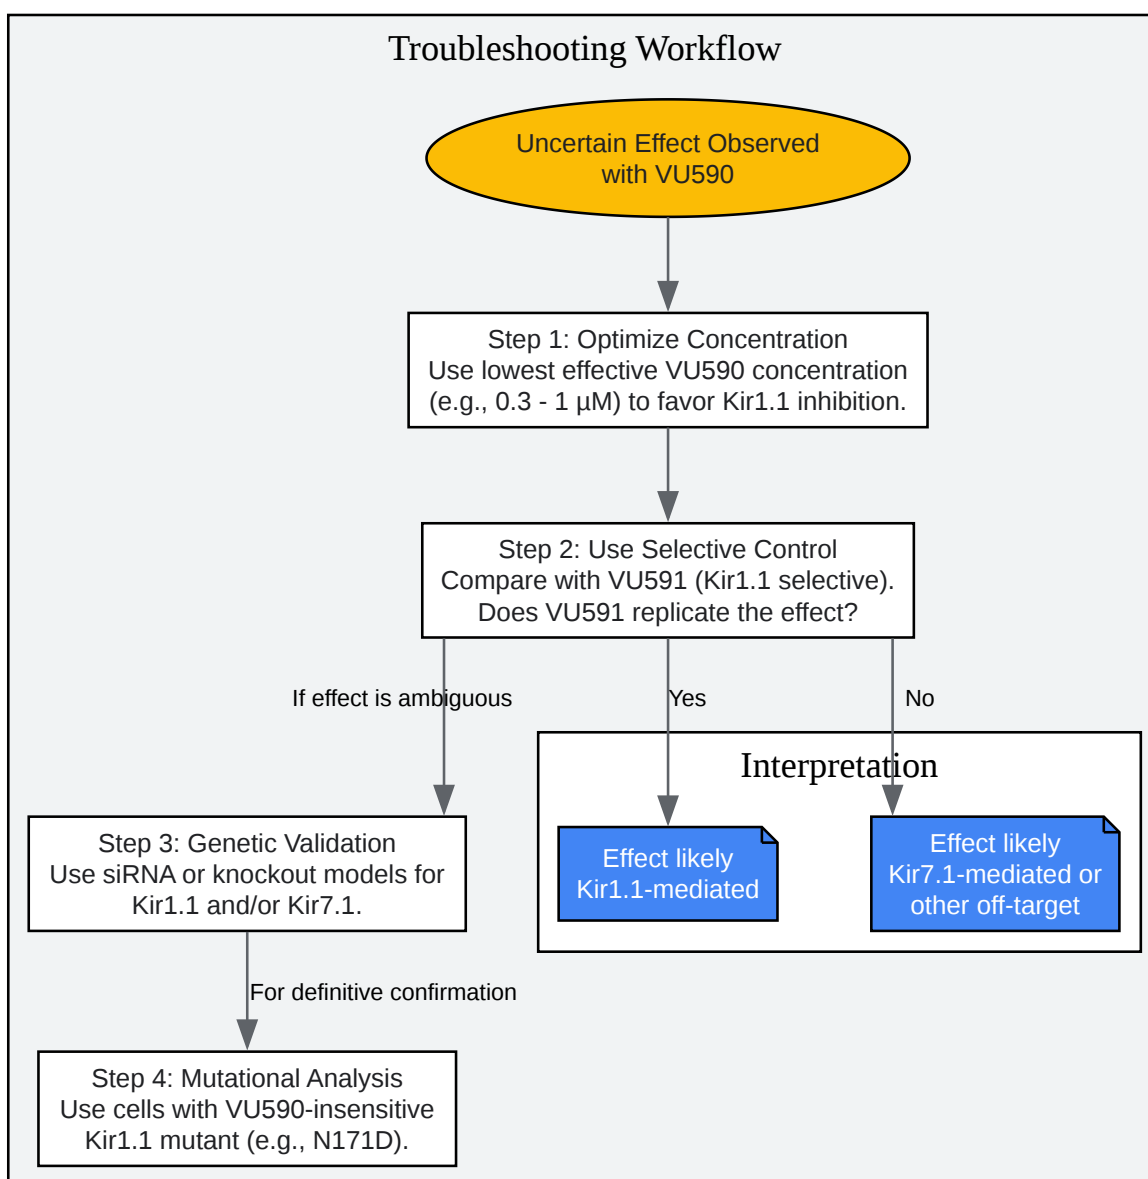 Troubleshooting Workflow
Uncertain Effect Observed
with VU590
Step 1: Optimize Concentration
Use lowest effective VU590 concentration
(e.g., 0.3 - 1 µM) to favor Kir1.1 inhibition.
Step 2: Use Selective Control
Compare with VU591 (Kir1.1 selective).
Does VU591 replicate the effect?
If effect is ambiguous
Yes
No
Interpretation
Step 3: Genetic Validation
Use siRNA or knockout models for
Kir1.1 and/or Kir7.1.
Effect likely
Kir1.1-mediated
Effect likely
Kir7.1-mediated or
other off-target
For definitive confirmation
Step 4: Mutational Analysis
Use cells with VU590-insensitive
Kir1.1 mutant (e.g., N171D).